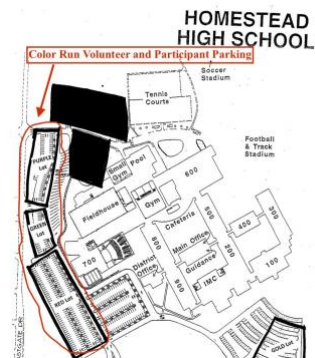 HOMESTEAD
HIGH SCHOOL
Color Run Volunteer and Participant Parking
Soccer
Stadium
Tennis
Courts
Football
& Track
Stadium
PURPLE
Lot
Small
Gym
Pool
600
Fieldhouse
Gym
GREEN
Lot
Cafeteria
900
400
300
Main Office
200
700
800
District
Office
Guidance
100
IMC
RED Lot
GOLD Lot